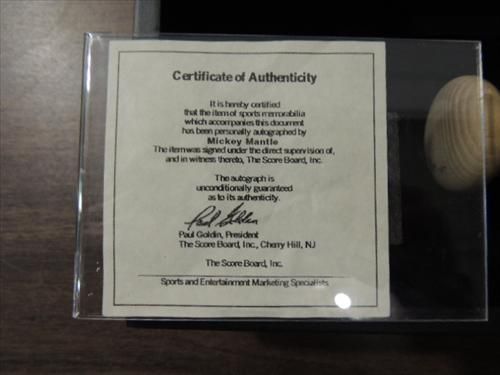 Certificate of Authenticity
It is hereby certified
that the item of sports memorabilia
which accompanies this document
has been personally autographed by
Mickey Mantle
The item was signed under the direct supervision of,
and in witness thereto, The Score Board, Inc.
The autograph is
unconditionally guaranteed
as to its authenticity.
Paul Goldin
Paul Goldin, President
The Score Board, Inc., Cherry Hill, NJ
The Score Board, Inc.
Sports and Entertainment Marketing Specialists